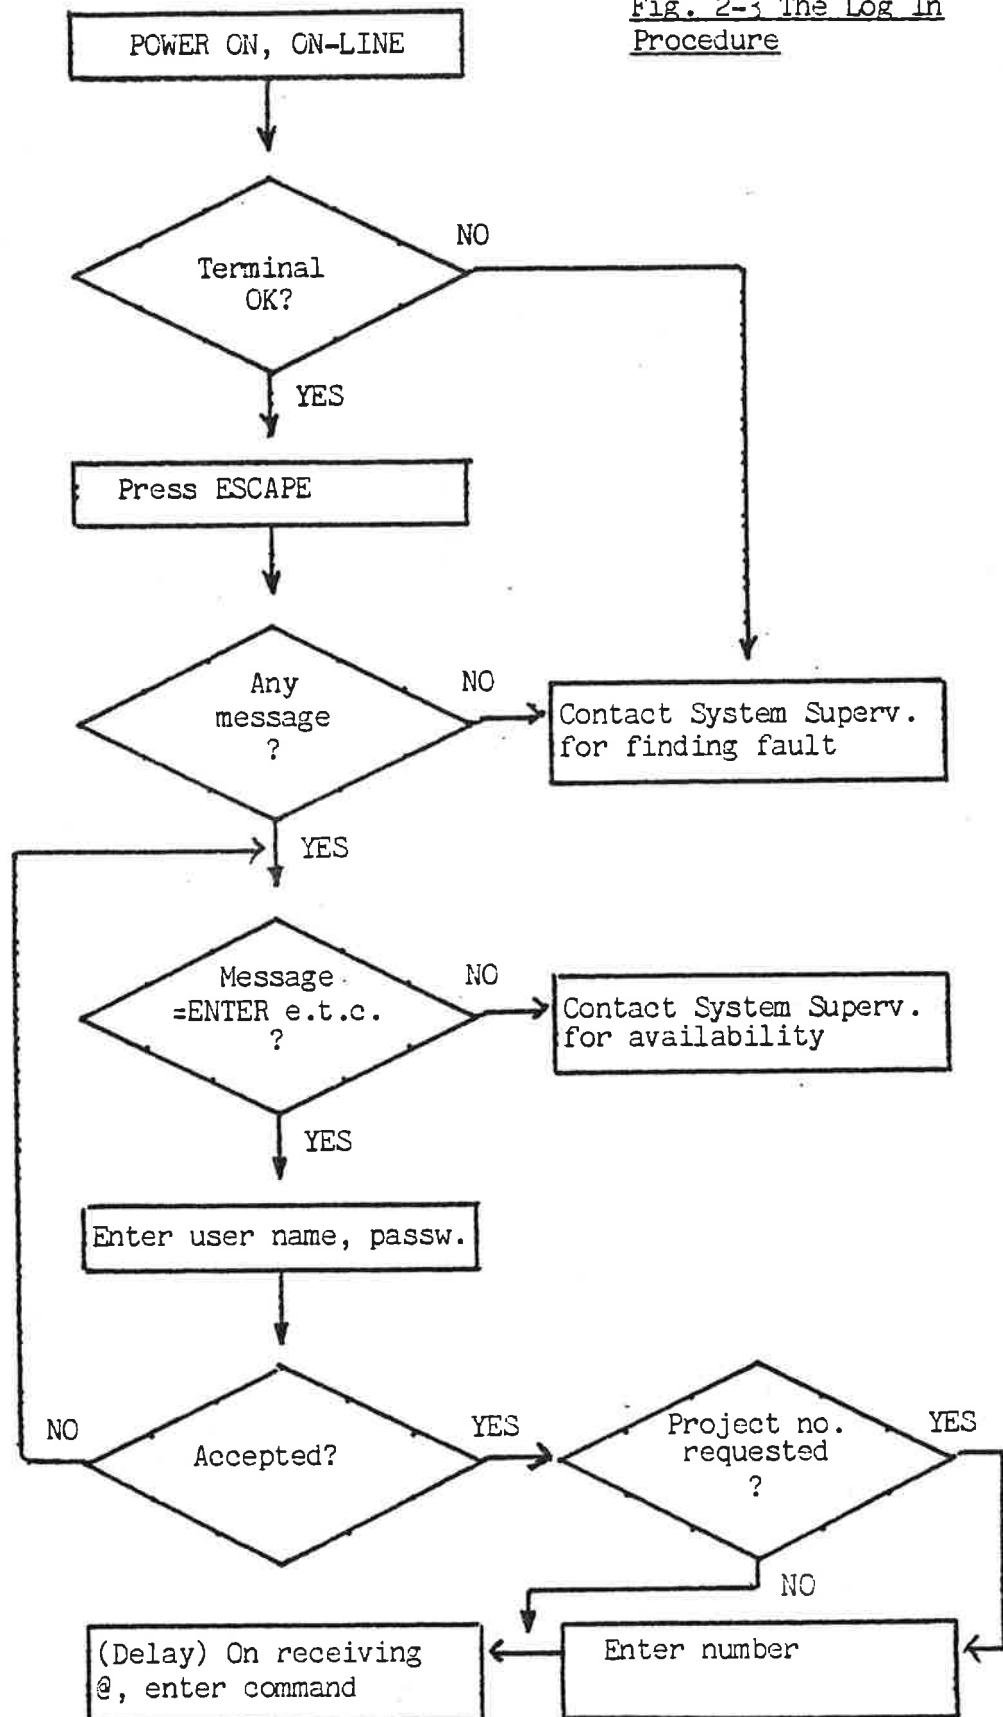 Fig. 2-3 The Log In
Procedure
POWER ON, ON-LINE
Terminal
OK?
NO
YES
Press ESCAPE
Any
message
?
NO
Contact System Superv.
for finding fault
YES
Message
=ENTER e.t.c.
?
NO
Contact System Superv.
for availability
YES
Enter user name, passw.
NO
Accepted?
YES
Project no.
requested
?
YES
NO
(Delay) On receiving
@, enter command
Enter number